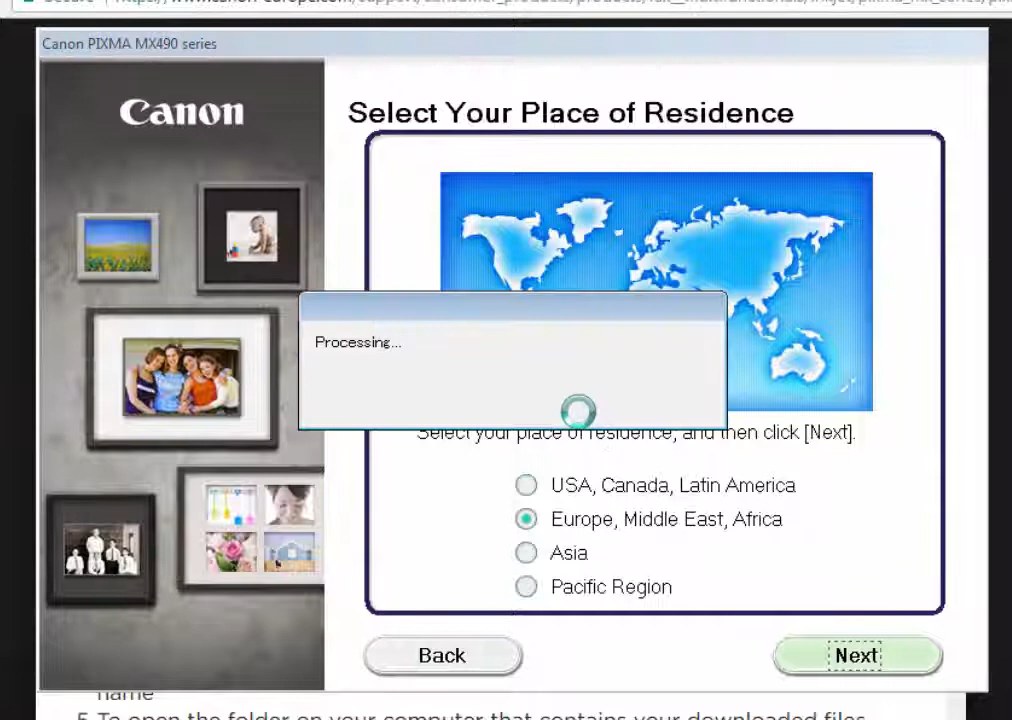 Canon PIXMA MX490 series
Canon
Select Your Place of Residence
Processing...
Select your place of residence, and then click [Next].
USA, Canada, Latin America
Europe, Middle East, Africa
Asia
Pacific Region
Back
Next
name
5. To open the folder on your computer that contains your downloaded files